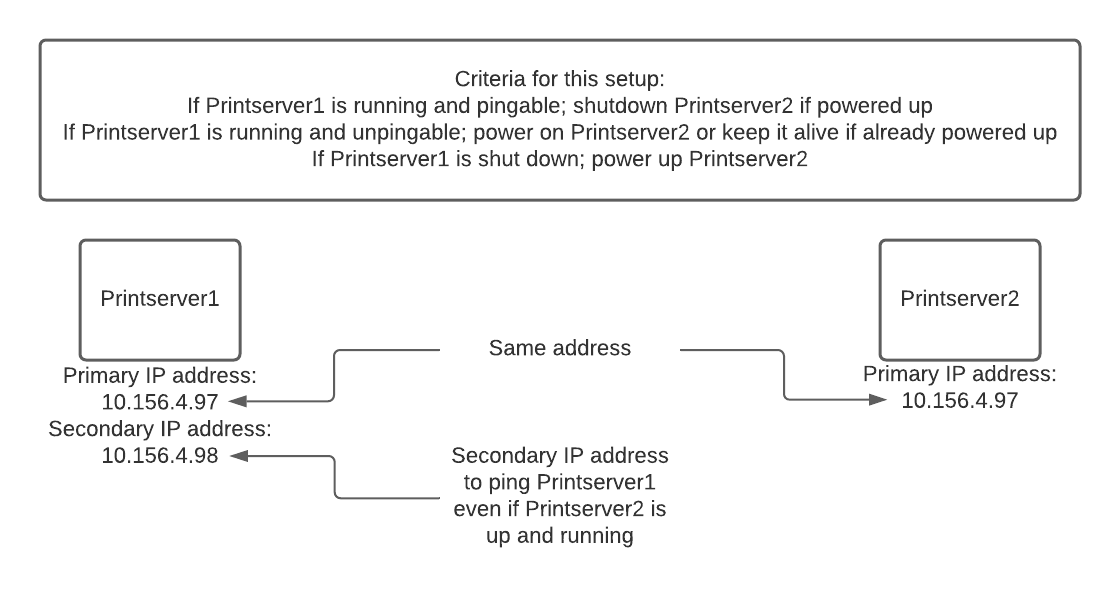 Criteria for this setup:
If Printserver1 is running and pingable; shutdown Printserver2 if powered up
If Printserver1 is running and unpingable; power on Printserver2 or keep it alive if already powered up
If Printserver1 is shut down; power up Printserver2
Printserver1
Printserver2
Same address
Primary IP address:
10.156.4.97
Secondary IP address:
10.156.4.98
Primary IP address:
10.156.4.97
Secondary IP address
to ping Printserver1
even if Printserver2 is
up and running